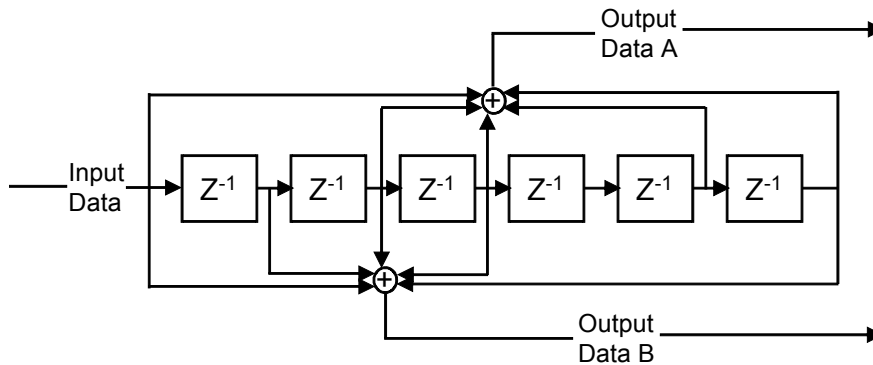 Output
Data A
+
Input
Data
Z-1 Z-1 Z-1 Z-1 Z-1 Z-1
+
Output
Data B